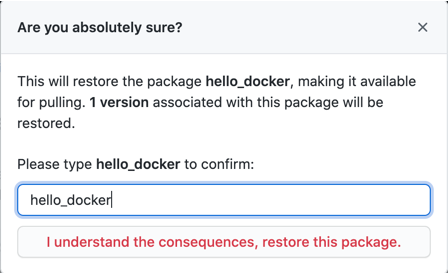 Are you absolutely sure?
This will restore the package hello_docker, making it available
for pulling. 1 version associated with this package will be
restored.
Please type hello_docker to confirm:
hello_docker
I understand the consequences, restore this package.